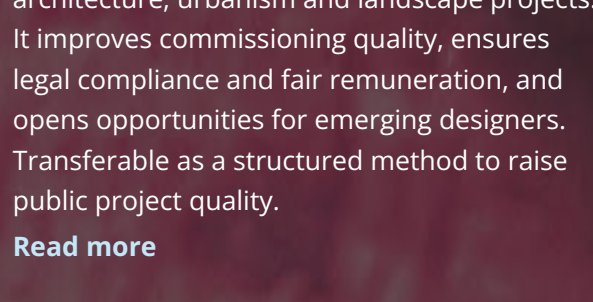 architecture, urbanism and landscape projects.
It improves commissioning quality, ensures
legal compliance and fair remuneration, and
opens opportunities for emerging designers.
Transferable as a structured method to raise
public project quality.
Read more